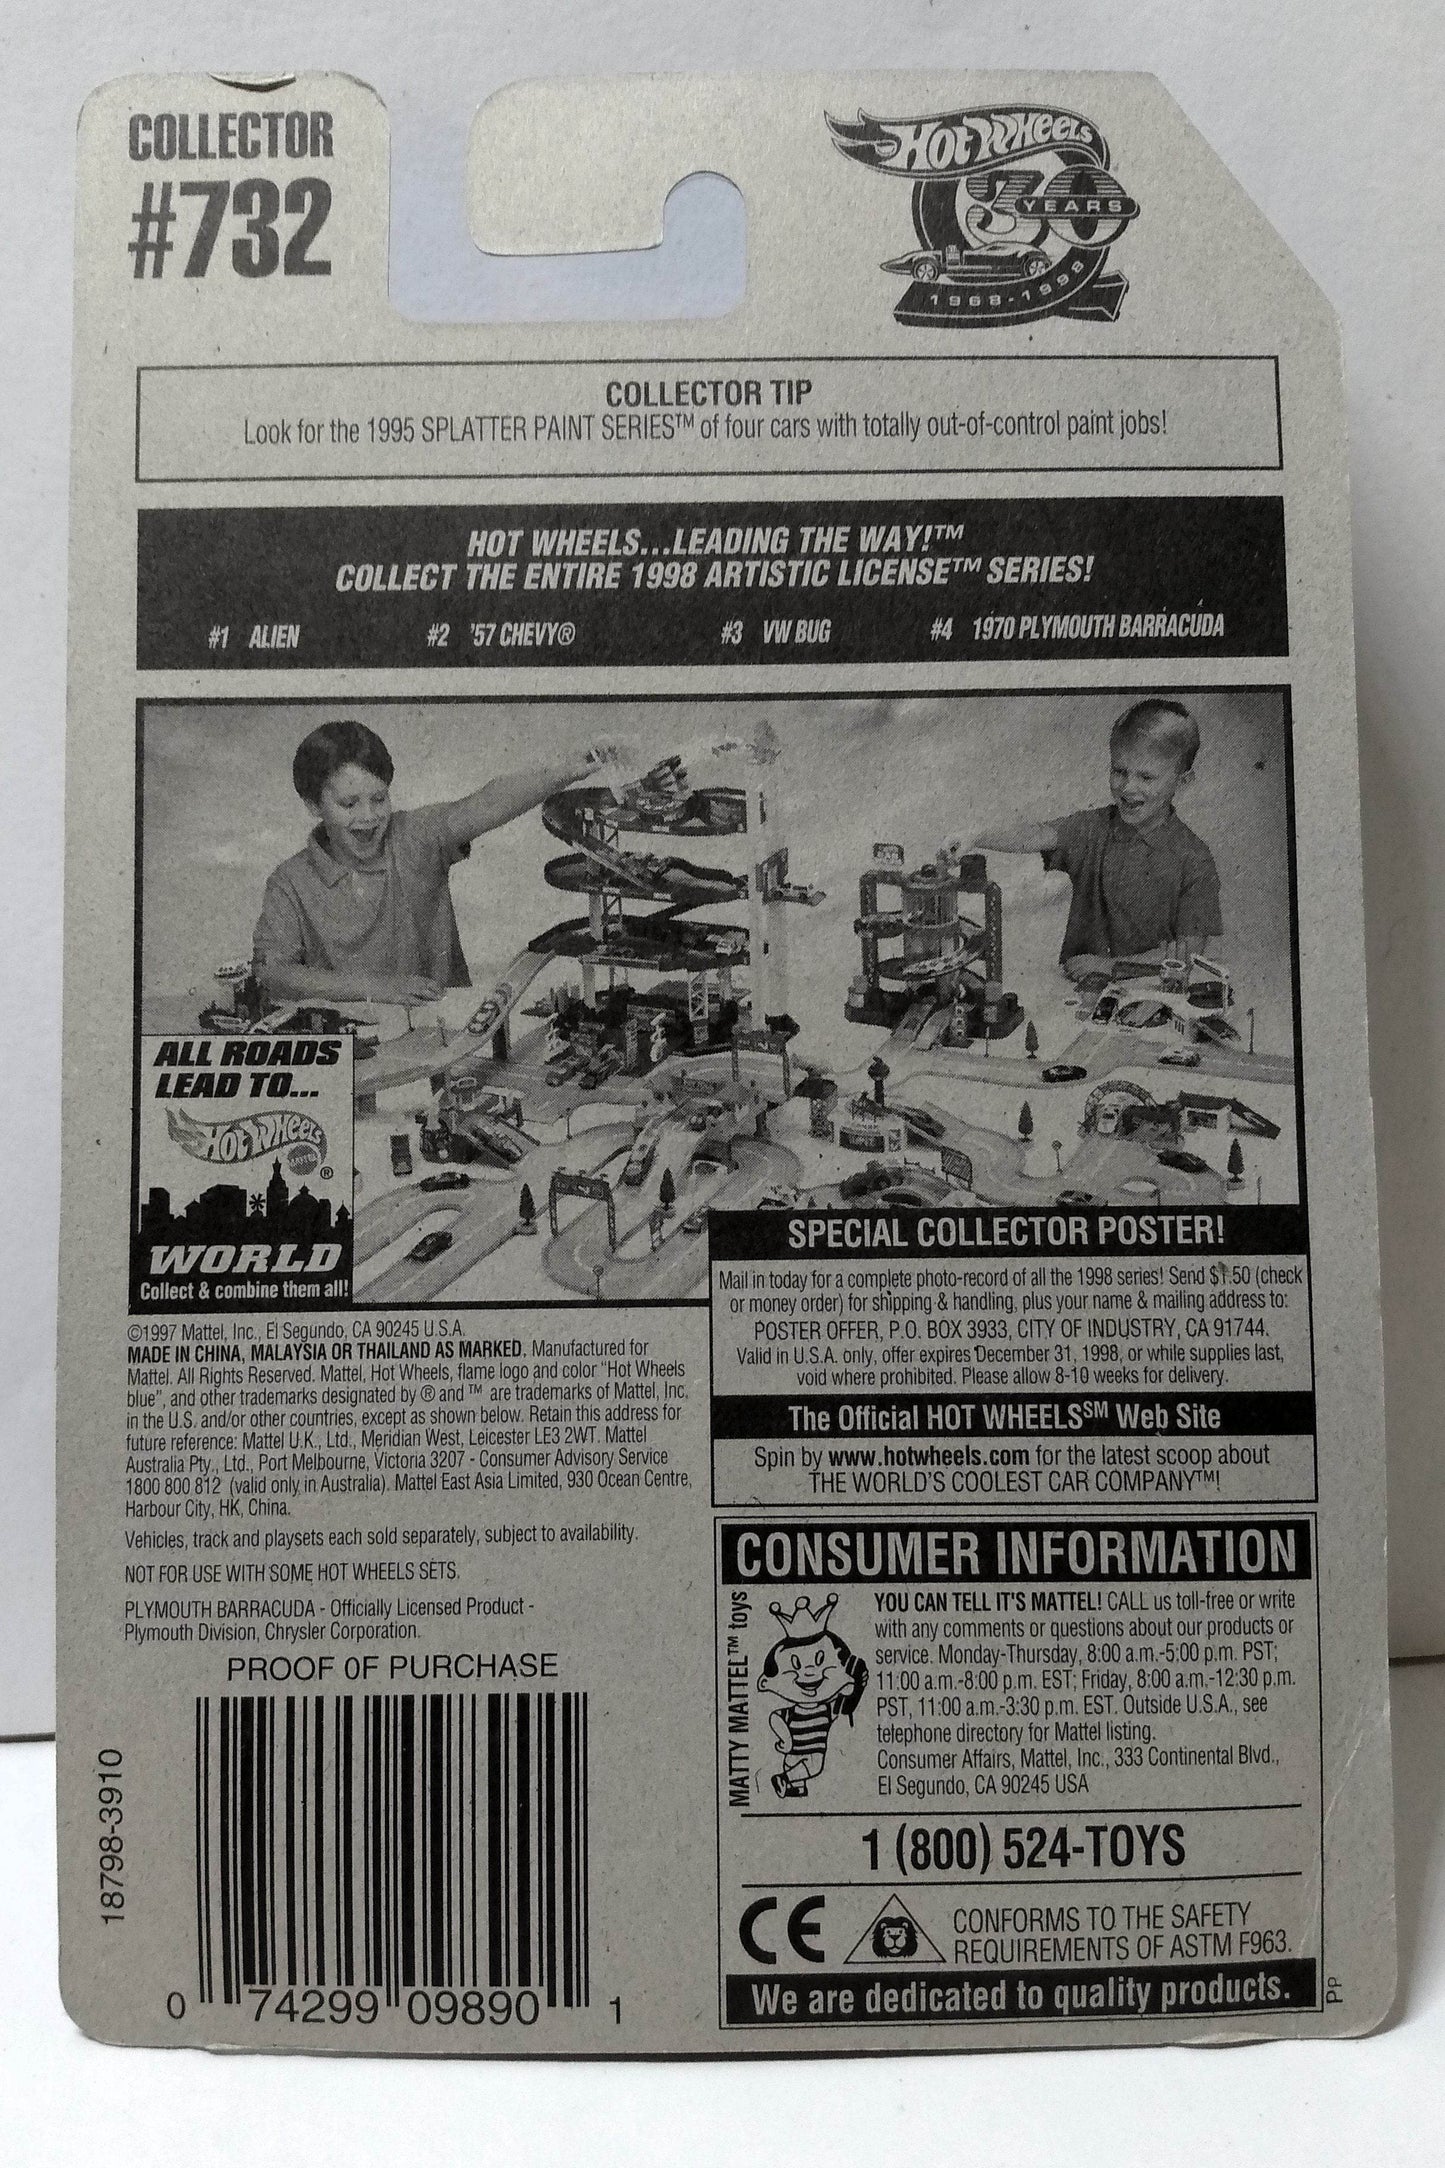 COLLECTOR
#732
HOT WHEELS
30
YEARS
1968-1998
COLLECTOR TIP
Look for the 1995 SPLATTER PAINT SERIES™ of four cars with totally out-of-control paint jobs!
HOT WHEELS...LEADING THE WAY!™
COLLECT THE ENTIRE 1998 ARTISTIC LICENSE™ SERIES!
#1 ALIEN #2 '57 CHEVY® #3 VW BUG #4 1970 PLYMOUTH BARRACUDA
ALL ROADS
LEAD TO...
HOT WHEELS
MATTEL
®
WORLD
Collect & combine them all!
SPECIAL COLLECTOR POSTER!
Mail in today for a complete photo-record of all the 1998 series! Send $1.50 (check
or money order) for shipping & handling, plus your name & mailing address to:
POSTER OFFER, P.O. BOX 3933, CITY OF INDUSTRY, CA 91744.
Valid in U.S.A. only, offer expires December 31, 1998, or while supplies last,
void where prohibited. Please allow 8-10 weeks for delivery.
The Official HOT WHEELS℠ Web Site
Spin by www.hotwheels.com for the latest scoop about
THE WORLD'S COOLEST CAR COMPANY™!
©1997 Mattel, Inc., El Segundo, CA 90245 U.S.A.
MADE IN CHINA, MALAYSIA OR THAILAND AS MARKED. Manufactured for
Mattel. All Rights Reserved. Mattel, Hot Wheels, flame logo and color "Hot Wheels
blue", and other trademarks designated by ® and ™ are trademarks of Mattel, Inc.
in the U.S. and/or other countries, except as shown below. Retain this address for
future reference: Mattel U.K., Ltd., Meridian West, Leicester LE3 2WT. Mattel
Australia Pty., Ltd., Port Melbourne, Victoria 3207 - Consumer Advisory Service
1800 800 812 (valid only in Australia). Mattel East Asia Limited, 930 Ocean Centre,
Harbour City, HK, China.
Vehicles, track and playsets each sold separately, subject to availability.
NOT FOR USE WITH SOME HOT WHEELS SETS.
PLYMOUTH BARRACUDA - Officially Licensed Product -
Plymouth Division, Chrysler Corporation.
PROOF OF PURCHASE
18798-3910
0 74299 09890 1
CONSUMER INFORMATION
MATTY MATTEL™ toys
YOU CAN TELL IT'S MATTEL! CALL us toll-free or write
with any comments or questions about our products or
service. Monday-Thursday, 8:00 a.m.-5:00 p.m. PST;
11:00 a.m.-8:00 p.m. EST; Friday, 8:00 a.m.-12:30 p.m.
PST, 11:00 a.m.-3:30 p.m. EST. Outside U.S.A., see
telephone directory for Mattel listing.
Consumer Affairs, Mattel, Inc., 333 Continental Blvd.,
El Segundo, CA 90245 USA
1 (800) 524-TOYS
CE
CONFORMS TO THE SAFETY
REQUIREMENTS OF ASTM F963.
We are dedicated to quality products.
PP